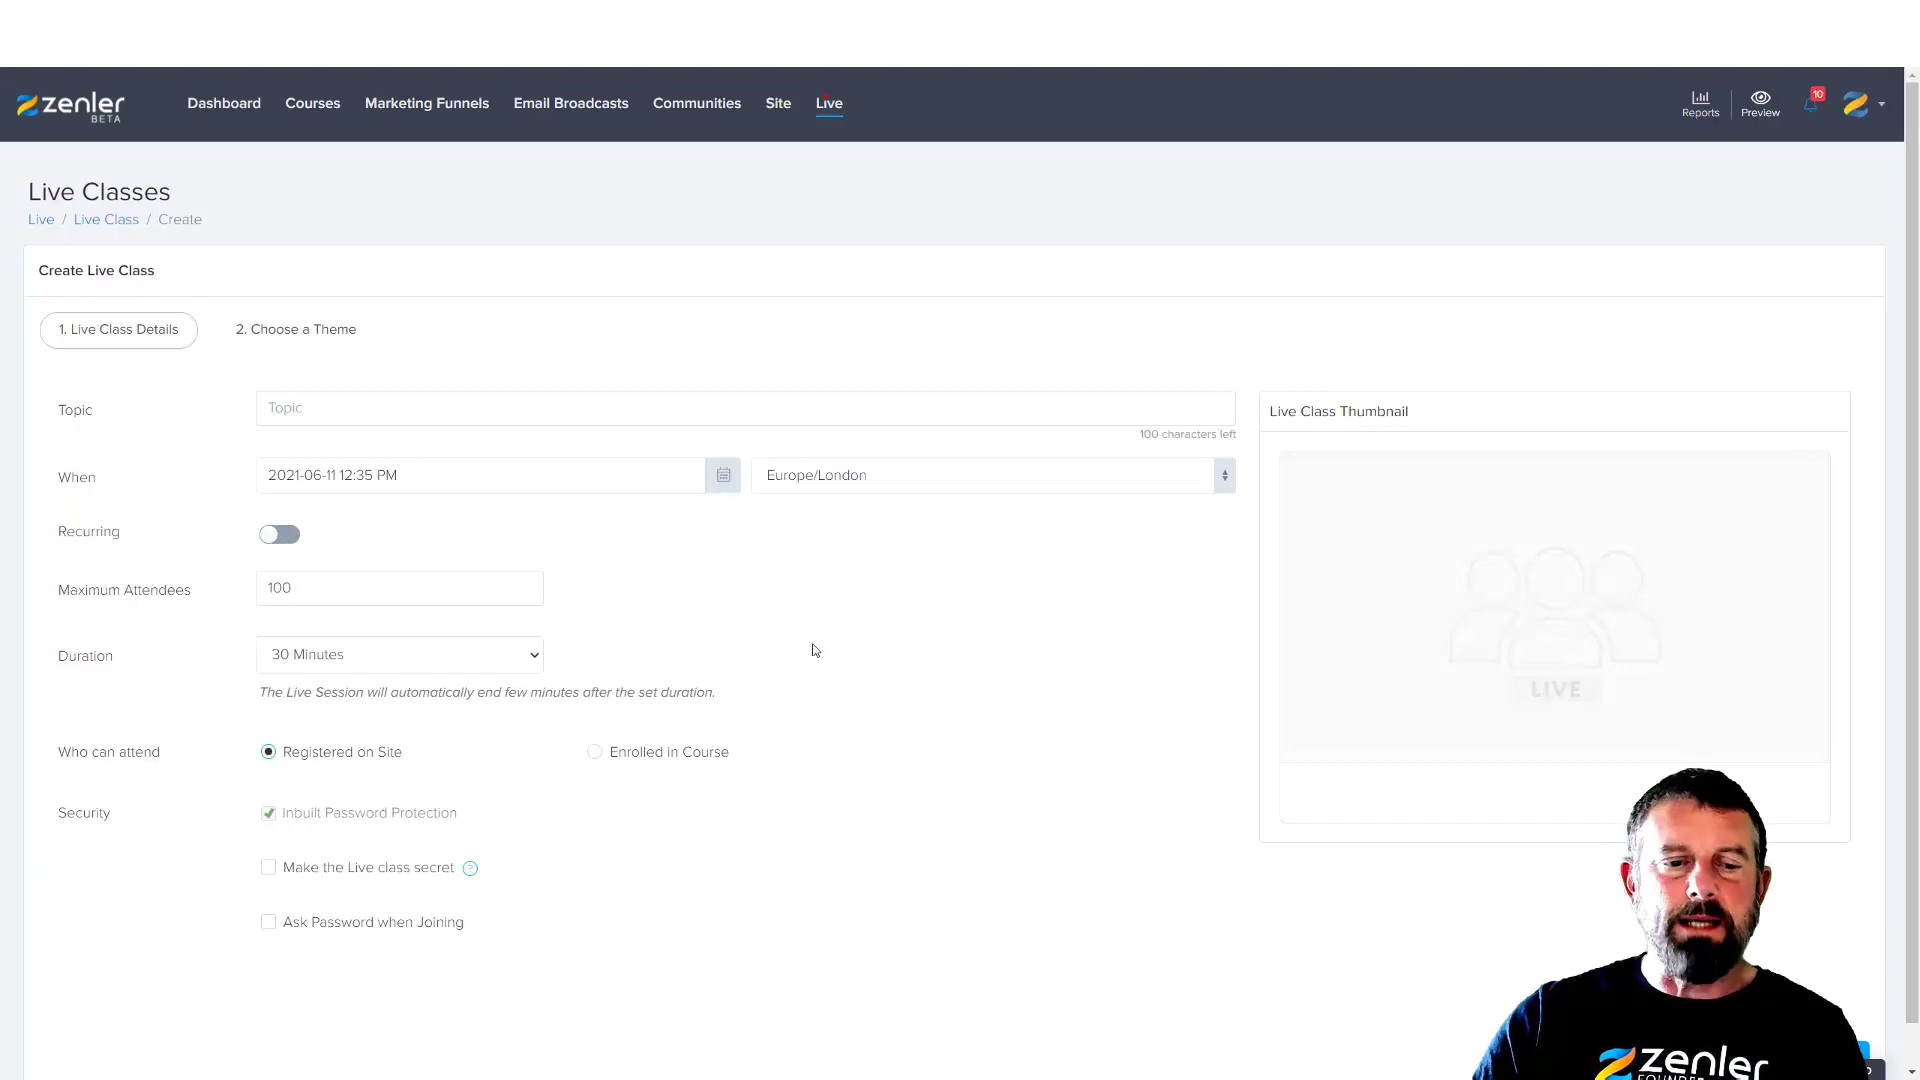 zenler
BETA
Dashboard
Courses
Marketing Funnels
Email Broadcasts
Communities
Site
Live
Reports
Preview
10
Live Classes
Live / Live Class / Create
Create Live Class
1. Live Class Details
2. Choose a Theme
Topic
Topic
100 characters left
When
2021-06-11 12:35 PM
Europe/London
Recurring
Maximum Attendees
100
Duration
30 Minutes
The Live Session will automatically end few minutes after the set duration.
Who can attend
Registered on Site
Enrolled in Course
Security
Inbuilt Password Protection
Make the Live class secret ?
Ask Password when Joining
Live Class Thumbnail
LIVE
zenler